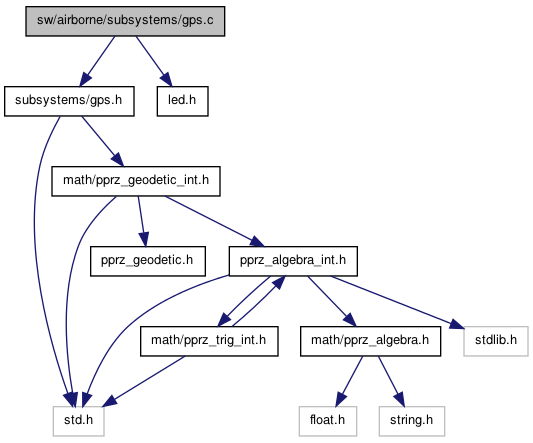 sw/airborne/subsystems/gps.c
subsystems/gps.h
led.h
math/pprz_geodetic_int.h
pprz_geodetic.h
pprz_algebra_int.h
math/pprz_trig_int.h
math/pprz_algebra.h
stdlib.h
std.h
float.h
string.h